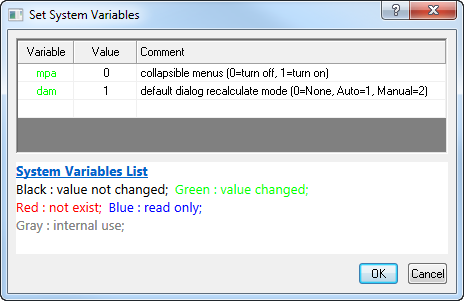 Set System Variables
Variable Value Comment
mpa 0 collapsible menus (0=turn off, 1=turn on)
dam 1 default dialog recalculate mode (0=None, Auto=1, Manual=2)
System Variables List
Black : value not changed; Green : value changed;
Red : not exist; Blue : read only;
Gray : internal use;
OK Cancel